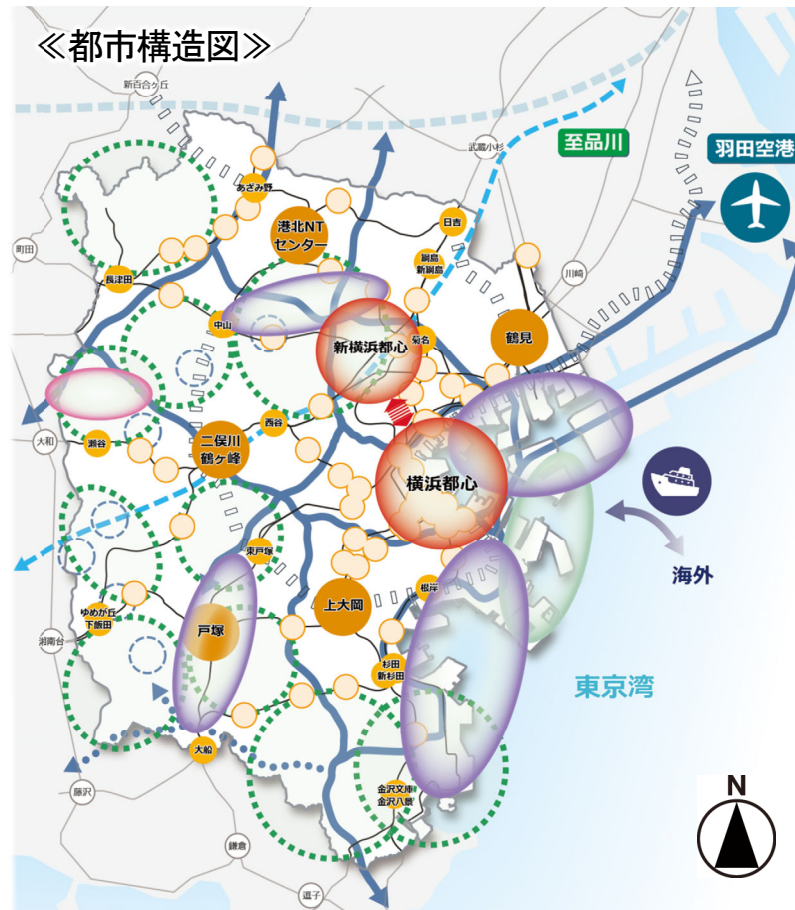 ≪都市構造図≫
新百合ヶ丘
武蔵小杉
至品川
羽田空港
あざみ野
日吉
港北NT
センター
町田
綱島
新綱島
川崎
長津田
中山
新横浜都心
菊名
鶴見
大和
瀬谷
西谷
二俣川
鶴ヶ峰
横浜都心
海外
東戸塚
根岸
上大岡
ゆめが丘
下飯田
湘南台
戸塚
杉田
新杉田
東京湾
大船
金沢文庫
金沢八景
藤沢
N
鎌倉
逗子